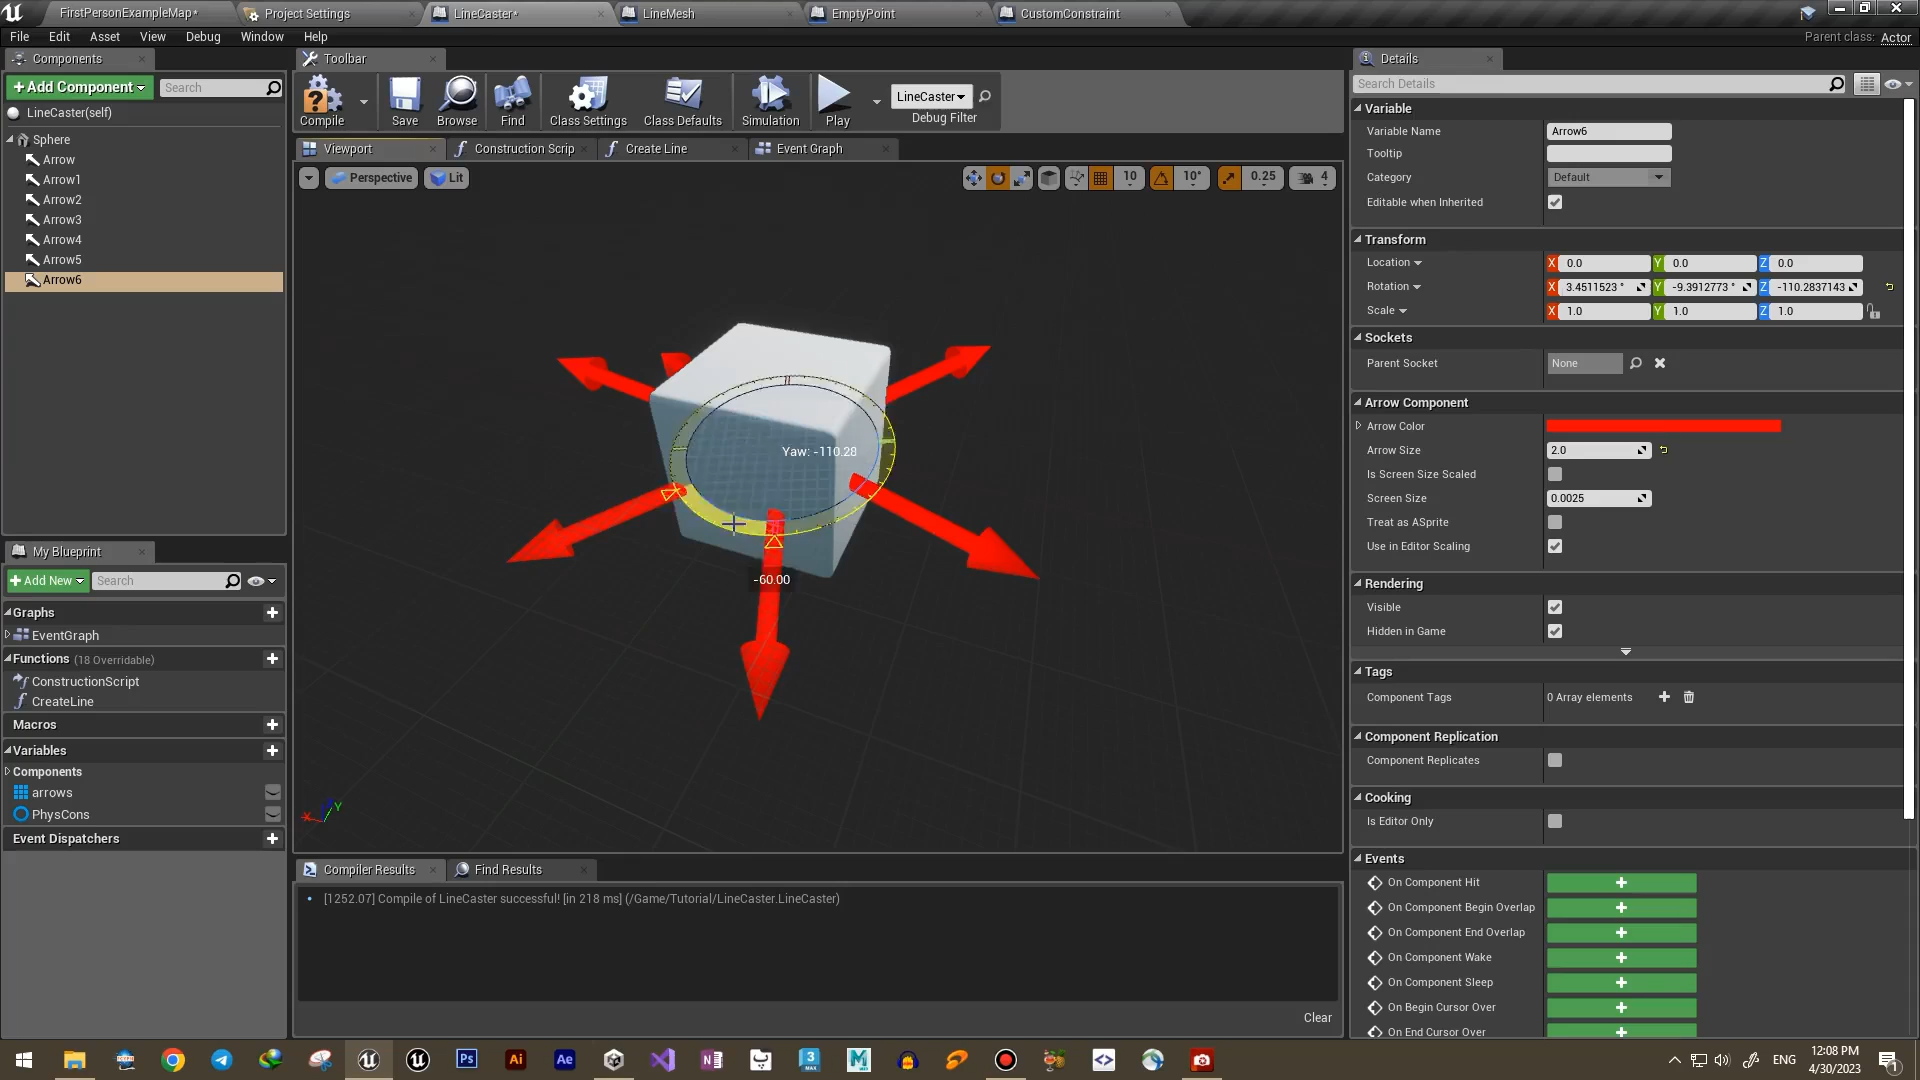 FirstPersonExampleMap*
Project Settings
LineCaster*
LineMesh
EmptyPoint
CustomConstraint
File
Edit
Asset
View
Debug
Window
Help
Parent class: Actor
Components
Add Component
Search
LineCaster(self)
Sphere
Arrow
Arrow1
Arrow2
Arrow3
Arrow4
Arrow5
Arrow6
Toolbar
Compile
Save
Browse
Find
Class Settings
Class Defaults
Simulation
Play
LineCaster
Debug Filter
Viewport
Construction Scrip
Create Line
Event Graph
Perspective
Lit
10
10°
0.25
4
Yaw: -110.28
-60.00
X
Y
My Blueprint
Add New
Search
Graphs
EventGraph
Functions (18 Overridable)
ConstructionScript
CreateLine
Macros
Variables
Components
arrows
PhysCons
Event Dispatchers
Compiler Results
Find Results
[1252.07] Compile of LineCaster successful! [in 218 ms] (/Game/Tutorial/LineCaster.LineCaster)
Clear
Details
Search Details
Variable
Variable Name
Arrow6
Tooltip
Category
Default
Editable when Inherited
Transform
Location
X 0.0
Y 0.0
Z 0.0
Rotation
X 3.4511523 °
Y -9.3912773 °
Z -110.2837143
Scale
X 1.0
Y 1.0
Z 1.0
Sockets
Parent Socket
None
Arrow Component
Arrow Color
Arrow Size
2.0
Is Screen Size Scaled
Screen Size
0.0025
Treat as ASprite
Use in Editor Scaling
Rendering
Visible
Hidden in Game
Tags
Component Tags
0 Array elements
Component Replication
Component Replicates
Cooking
Is Editor Only
Events
On Component Hit
On Component Begin Overlap
On Component End Overlap
On Component Wake
On Component Sleep
On Begin Cursor Over
On End Cursor Over
Ps
Ai
Ae
N
3
MAX
M
ENG
12:08 PM
4/30/2023
1